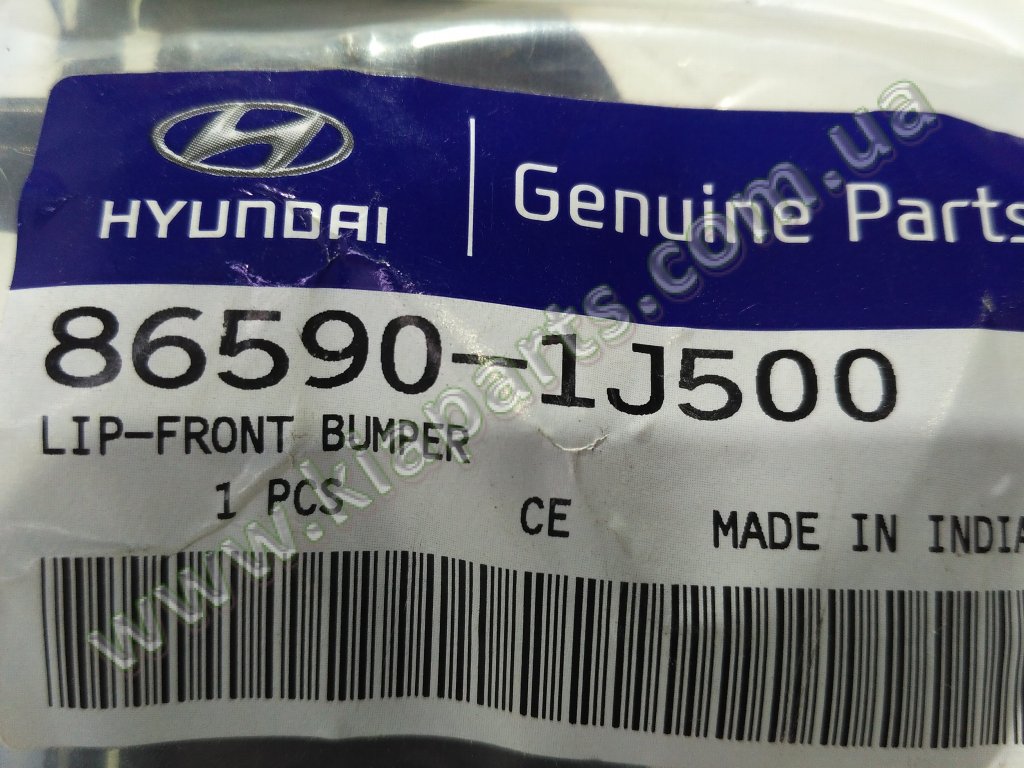 HYUNDAI
Genuine Parts
86590-1J500
LIP-FRONT BUMPER
1 PCS CE MADE IN INDIA
www.kiaparts.com.ua